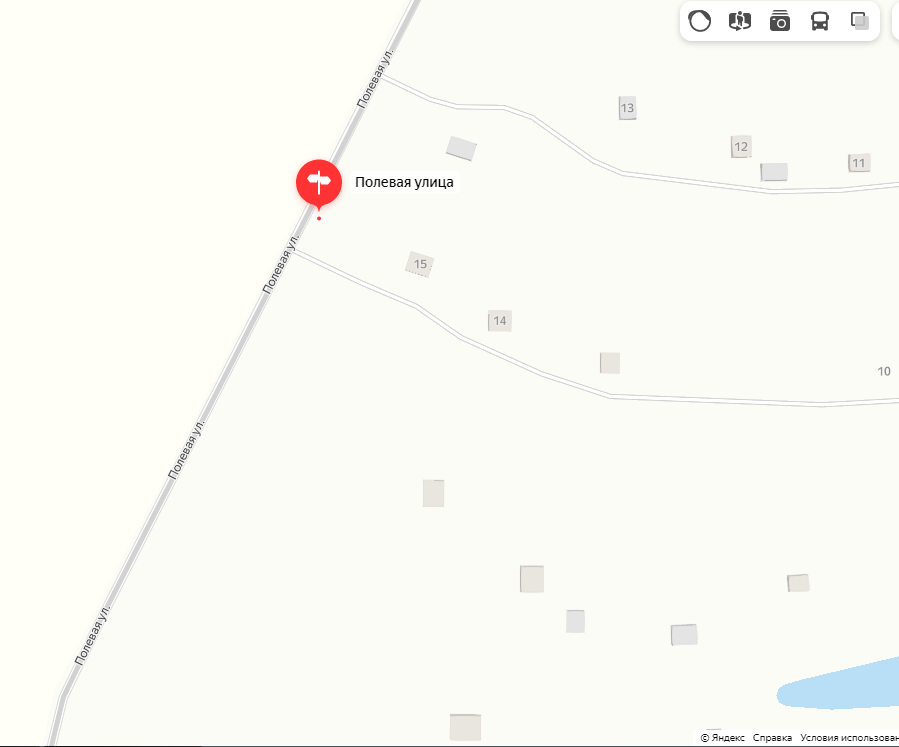 Полевая ул.
13
12
11
Полевая улица
Полевая ул.
15
14
10
Полевая ул.
Полевая ул.
© Яндекс Справка Условия использован